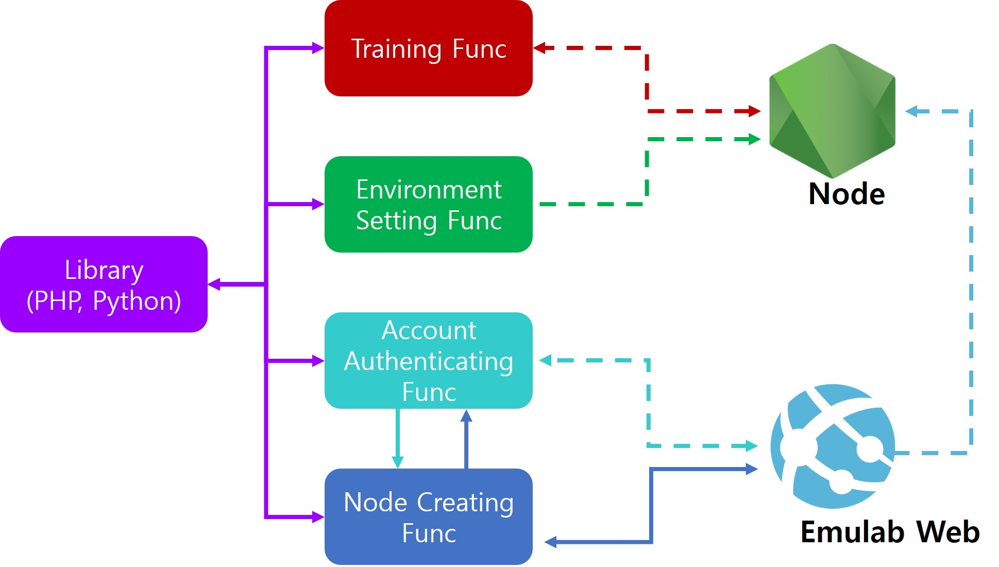 Training Func
Environment
Setting Func
Node
Library
(PHP, Python)
Account
Authenticating
Func
Node Creating
Func
Emulab Web